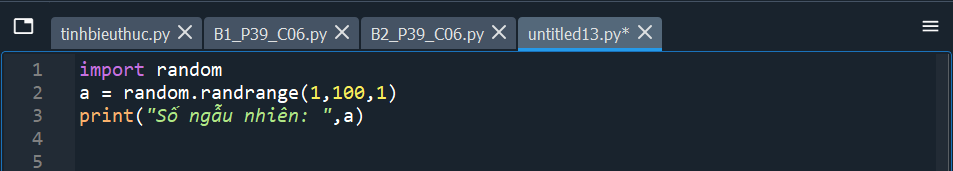 tinhbieuthuc.py B1_P39_C06.py B2_P39_C06.py untitled13.py*
1 import random
2 a = random.randrange(1,100,1)
3 print("Số ngẫu nhiên: ",a)
4
5